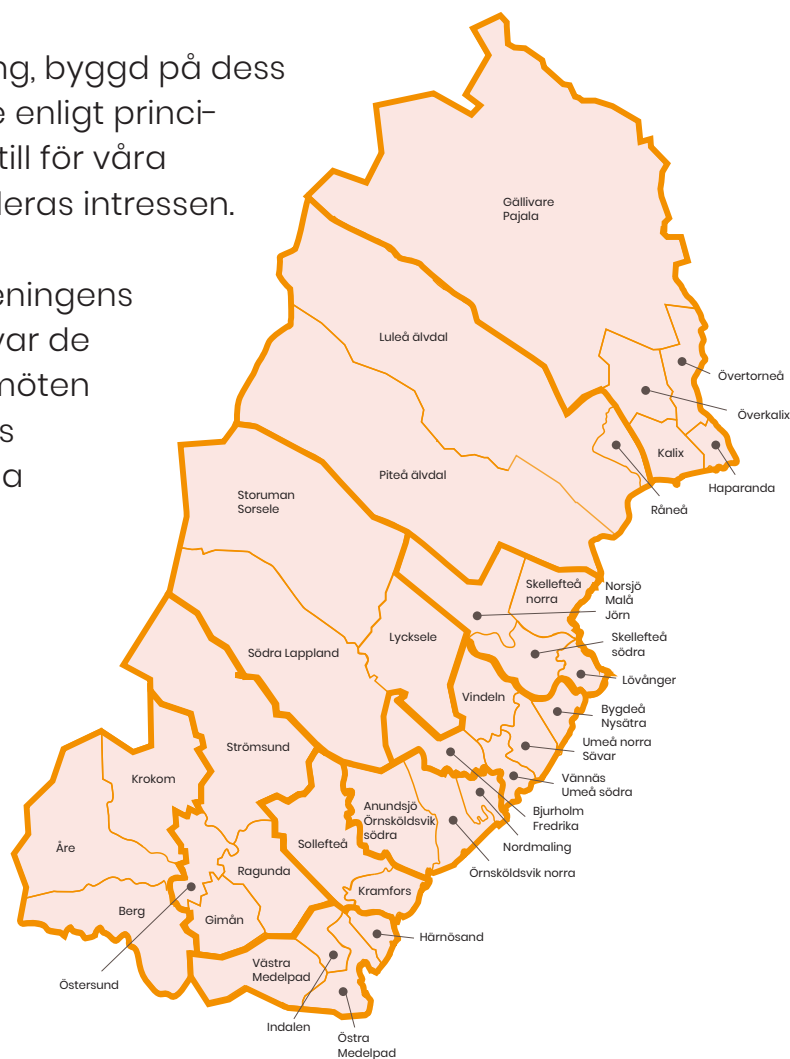 ng, byggd på dess
e enligt princi-
till för våra
leras intressen.
eningens
var de
möten
s
a
Gällivare
Pajala
Luleå älvdal
Övertorneå
Överkalix
Kalix
Haparanda
Råneå
Piteå älvdal
Storuman
Sorsele
Skellefteå
norra
Norsjö
Malå
Jörn
Skellefteå
södra
Lövånger
Lycksele
Södra Lappland
Vindeln
Bygdeå
Nysätra
Umeå norra
Sävar
Vännäs
Umeå södra
Bjurholm
Fredrika
Nordmaling
Örnsköldsvik norra
Strömsund
Krokom
Anundsjö
Örnsköldsvik
södra
Sollefteå
Åre
Ragunda
Kramfors
Berg
Gimån
Härnösand
Västra
Medelpad
Östersund
Indalen
Östra
Medelpad